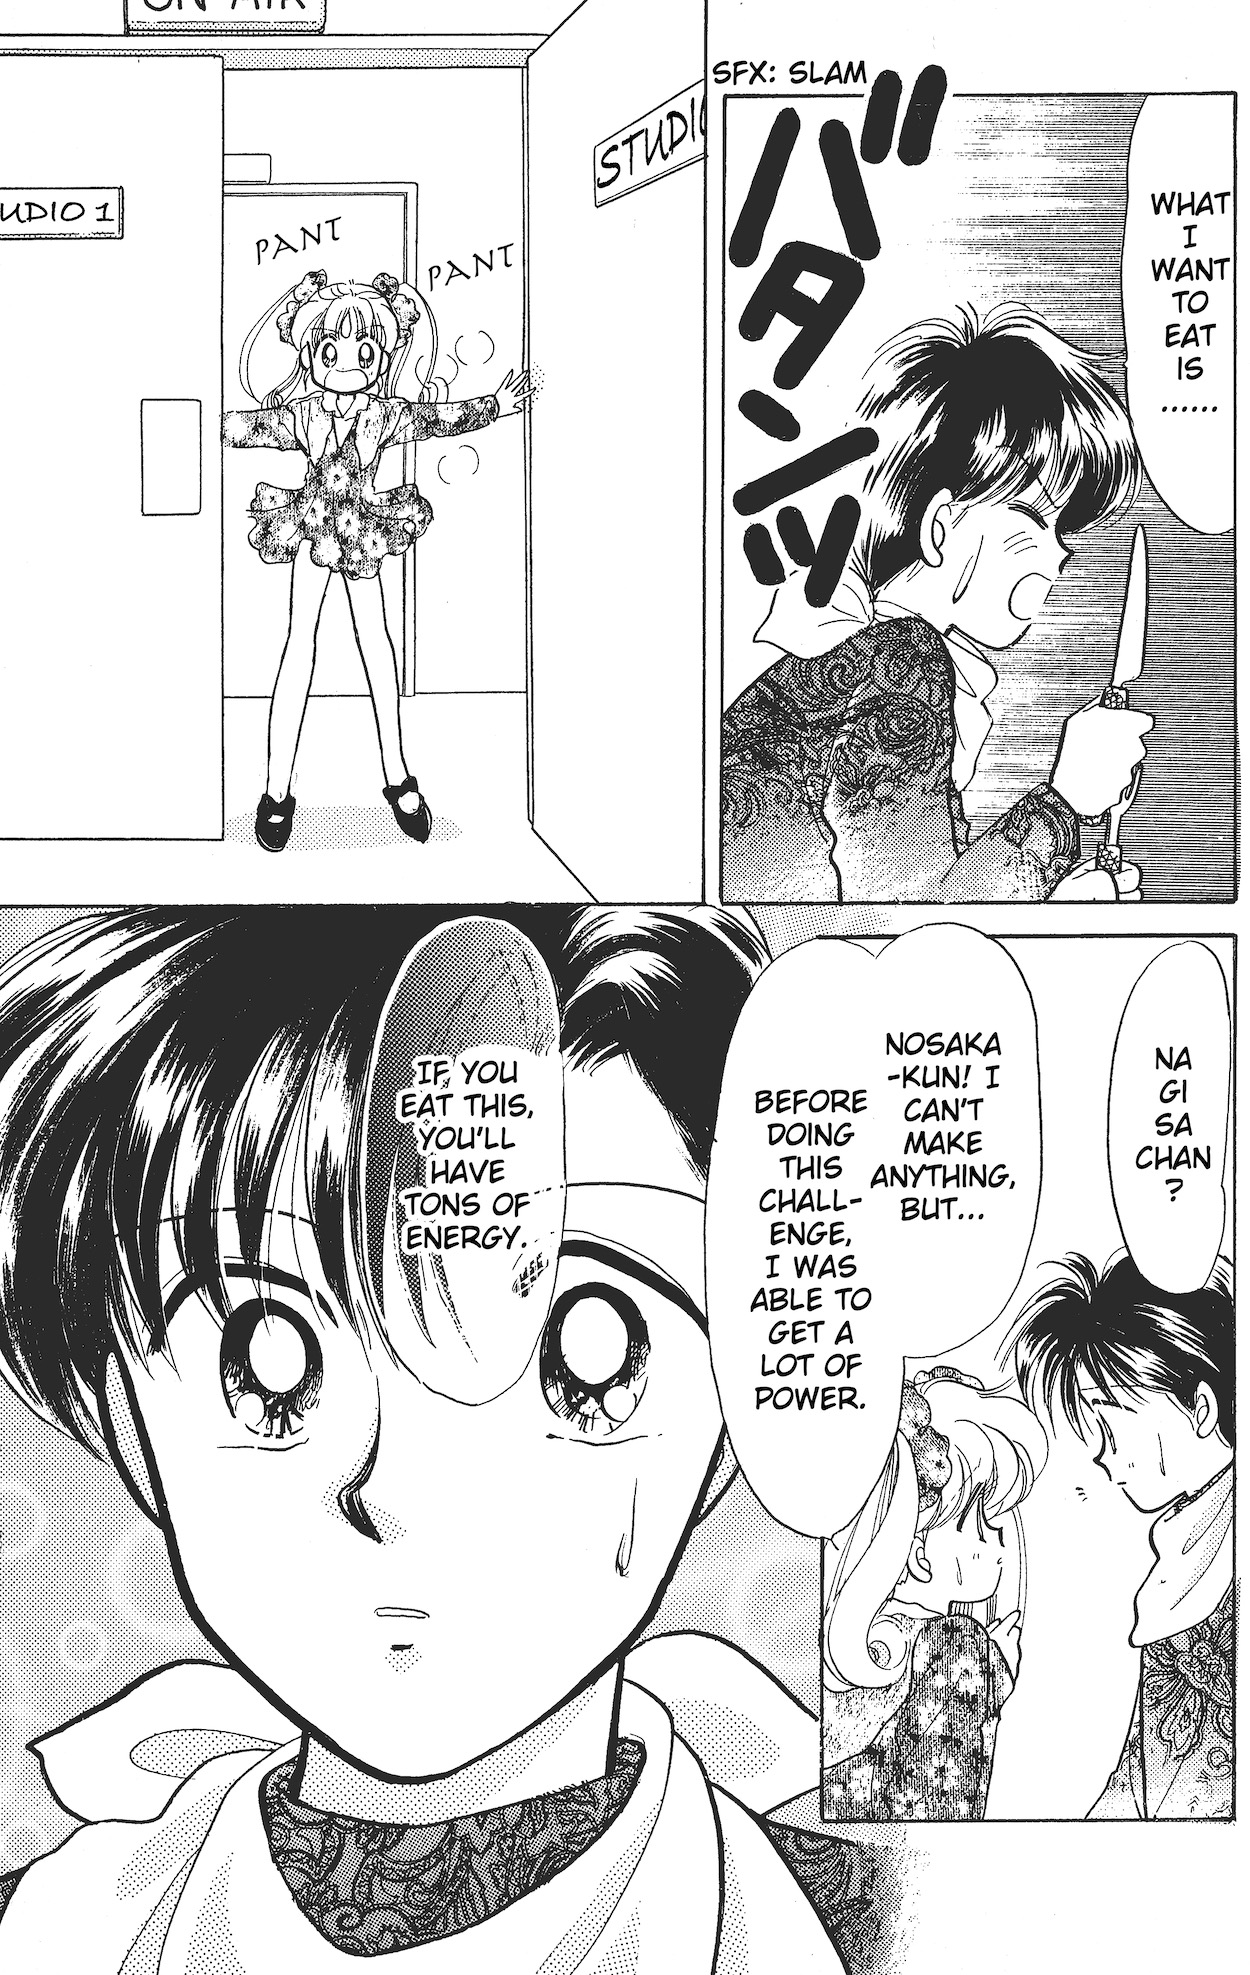 SFX: SLAM
バタンッ
WHAT
I
WANT
TO
EAT
IS
......
ON AIR
STUDIO
UDIO 1
PANT
PANT
NA
GI
SA
CHAN
?
NOSAKA
-KUN! I
CAN'T
MAKE
ANYTHING,
BUT...
BEFORE
DOING
THIS
CHALL-
ENGE,
I WAS
ABLE TO
GET A
LOT OF
POWER.
IF YOU
EAT THIS,
YOU'LL
HAVE
TONS OF
ENERGY.